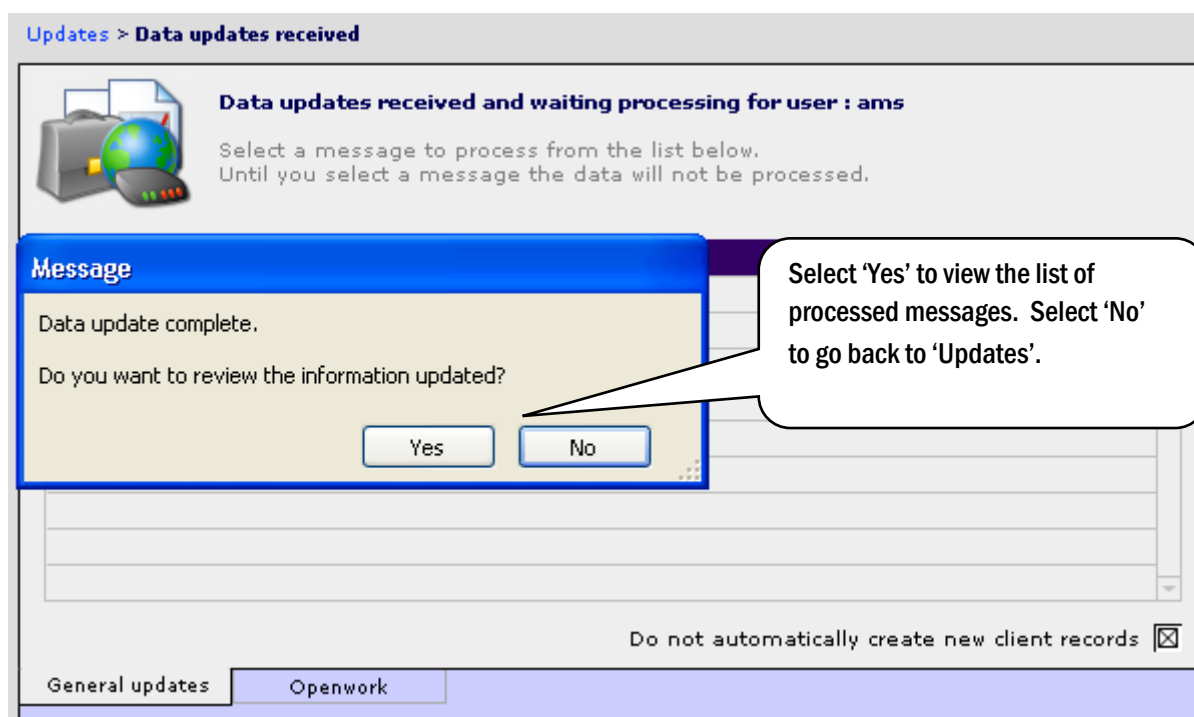 Updates > Data updates received
Data updates received and waiting processing for user : ams
Select a message to process from the list below.
Until you select a message the data will not be processed.
Message
Data update complete.
Do you want to review the information updated?
Yes
No
Select ‘Yes’ to view the list of
processed messages.  Select ‘No’
to go back to ‘Updates’.
Do not automatically create new client records
General updates
Openwork